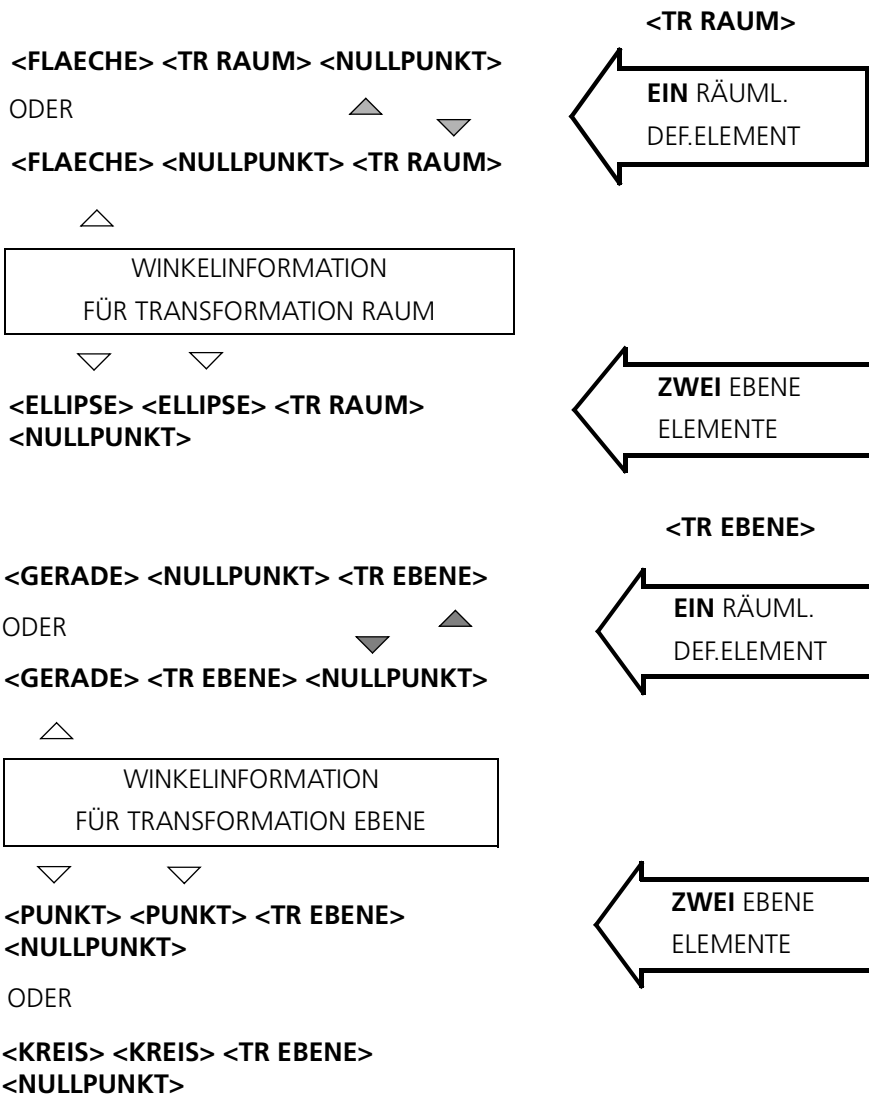 <TR RAUM>
<FLAECHE> <TR RAUM> <NULLPUNKT>
EIN RÄUML.
ODER
DEF.ELEMENT
<FLAECHE> <NULLPUNKT> <TR RAUM>
WINKELINFORMATION
FÜR TRANSFORMATION RAUM
ZWEI EBENE
<ELLIPSE> <ELLIPSE> <TR RAUM>
ELEMENTE
<NULLPUNKT>
<TR EBENE>
<GERADE> <NULLPUNKT> <TR EBENE>
EIN RÄUML.
ODER
DEF.ELEMENT
<GERADE> <TR EBENE> <NULLPUNKT>
WINKELINFORMATION
FÜR TRANSFORMATION EBENE
ZWEI EBENE
<PUNKT> <PUNKT> <TR EBENE>
ELEMENTE
<NULLPUNKT>
ODER
<KREIS> <KREIS> <TR EBENE>
<NULLPUNKT>